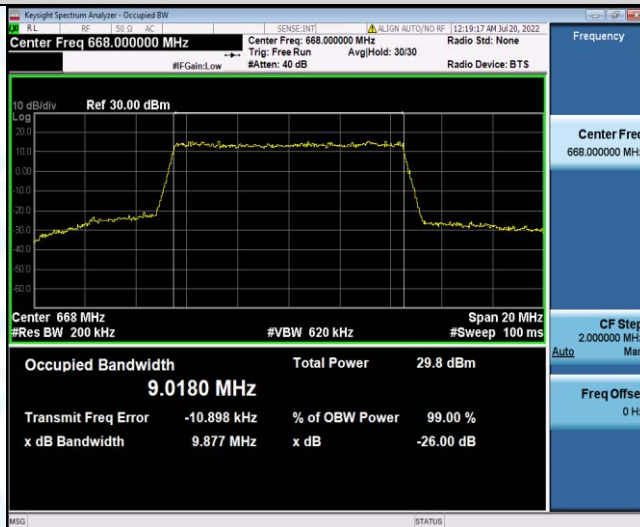 Keysight Spectrum Analyzer - Occupied BW
RL RF 50 Ω AC SENSE:INT ALIGN AUTO/NO RF 12:19:17 AM Jul 20, 2022
Center Freq 668.000000 MHz
Center Freq: 668.000000 MHz Radio Std: None
Trig: Free Run Avg|Hold: 30/30
#IFGain:Low #Atten: 40 dB Radio Device: BTS
10 dB/div Ref 30.00 dBm
Log
20.0
10.0
0.00
-10.0
-20.0
-30.0
-40.0
-50.0
-60.0
Center 668 MHz Span 20 MHz
#Res BW 200 kHz #VBW 620 kHz #Sweep 100 ms
Occupied Bandwidth Total Power 29.8 dBm
9.0180 MHz
Transmit Freq Error -10.898 kHz % of OBW Power 99.00 %
x dB Bandwidth 9.877 MHz x dB -26.00 dB
MSG STATUS
Frequency
Center Freq
668.000000 MHz
CF Step
2.000000 MHz
Auto Man
Freq Offset
0 Hz